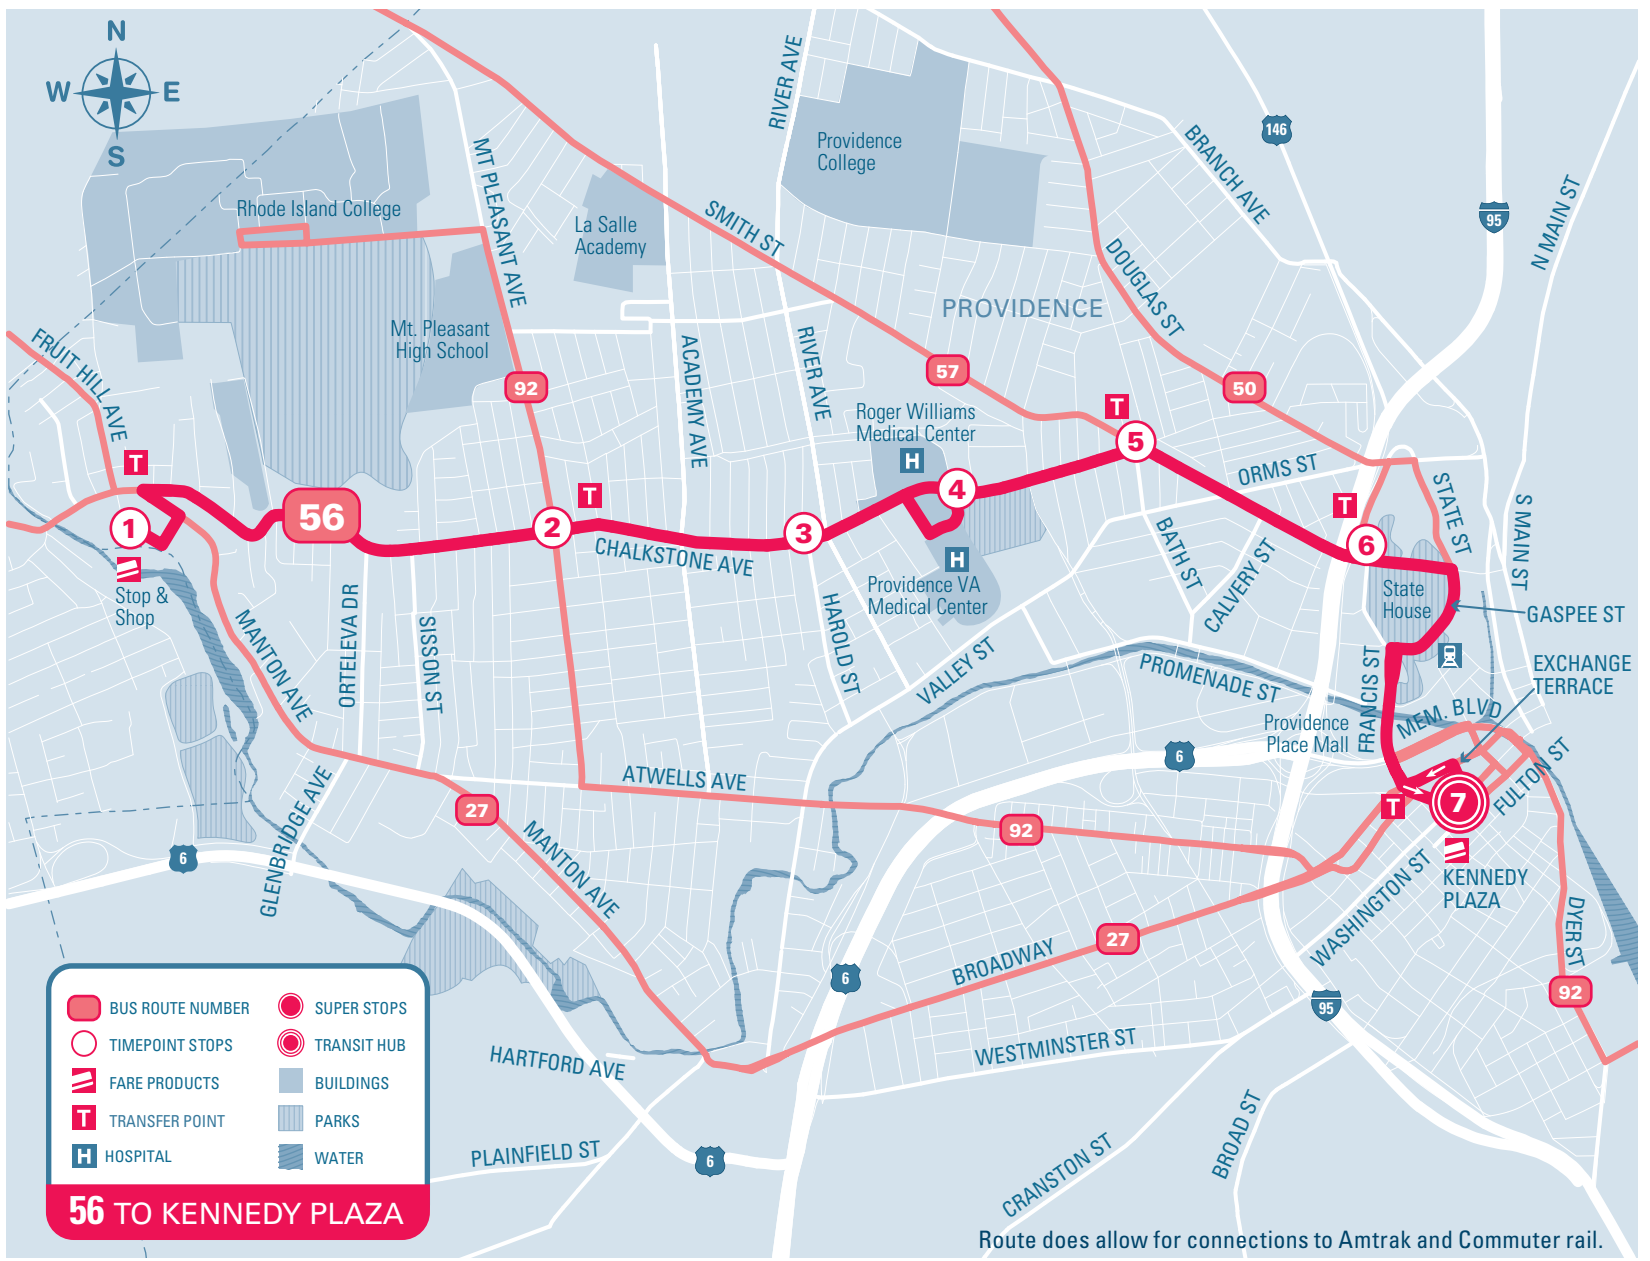 N
W
E
S
RIVER AVE
146
BRANCH AVE
Providence
College
MT PLEASANT AVE
95
N MAIN ST
Rhode Island College
La Salle
Academy
SMITH ST
DOUGLAS ST
PROVIDENCE
Mt. Pleasant
High School
FRUIT HILL AVE
ACADEMY AVE
RIVER AVE
92
57
50
Roger Williams
Medical Center
H
T
5
T
ORMS ST
STATE ST
S MAIN ST
4
T
T
1
56
2
3
6
CHALKSTONE AVE
BATH ST
CALVERY ST
H
Providence VA
Medical Center
State
House
GASPEE ST
Stop &
Shop
MANTON AVE
ORTELEVA DR
SISSON ST
HAROLD ST
VALLEY ST
PROMENADE ST
FRANCIS ST
EXCHANGE
TERRACE
MEM. BLVD
Providence
Place Mall
6
FULTON ST
ATWELLS AVE
7
T
27
92
GLENBRIDGE AVE
6
MANTON AVE
WASHINGTON ST
KENNEDY
PLAZA
DYER ST
27
BROADWAY
6
92
95
WESTMINSTER ST
HARTFORD AVE
PLAINFIELD ST
6
CRANSTON ST
BROAD ST
BUS ROUTE NUMBER
SUPER STOPS
TIMEPOINT STOPS
TRANSIT HUB
FARE PRODUCTS
BUILDINGS
T TRANSFER POINT
PARKS
H HOSPITAL
WATER
56 TO KENNEDY PLAZA
Route does allow for connections to Amtrak and Commuter rail.